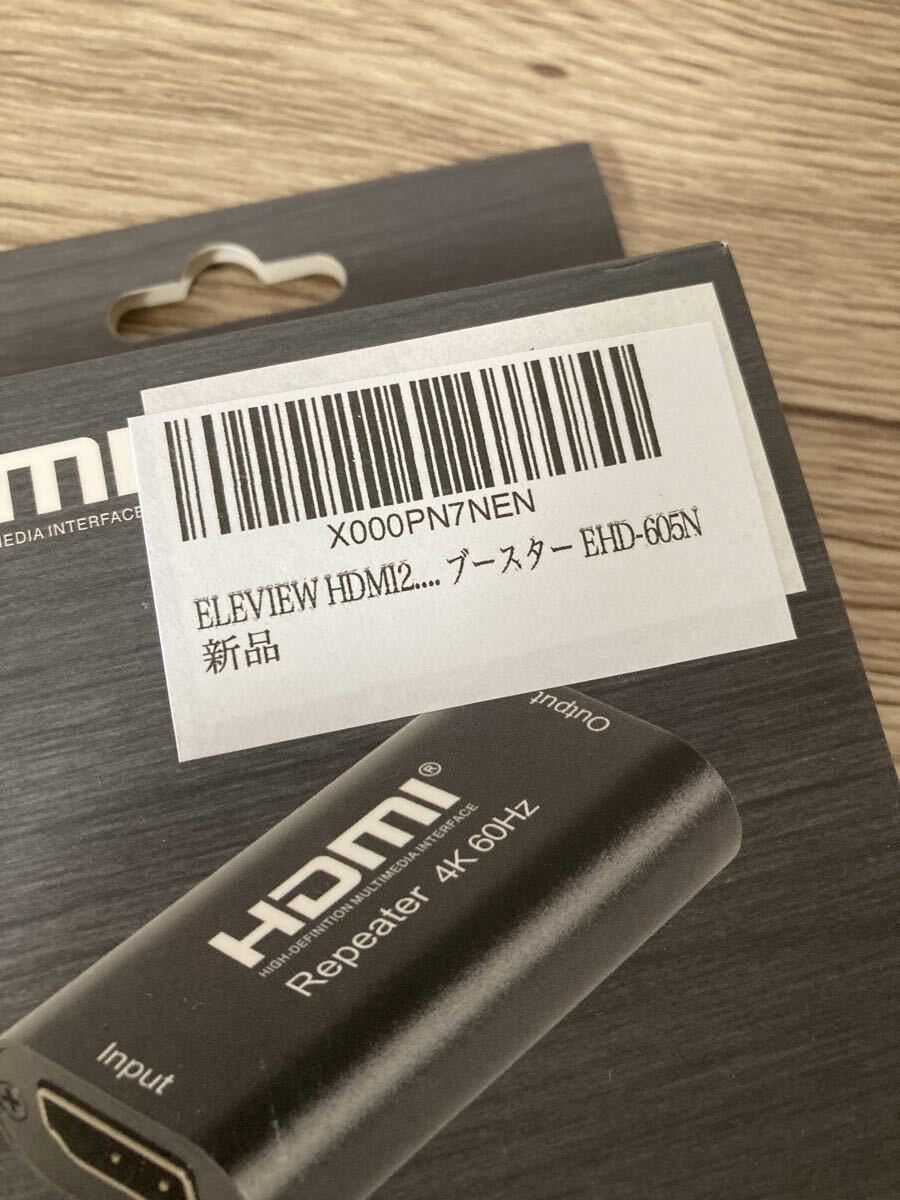 mi
MEDIA INTERFACE
X000PN7NEN
ELEVIEW HDMI2.... ブースター EHD-605N
新品
Output
HDMI®
HIGH-DEFINITION MULTIMEDIA INTERFACE
Repeater 4K 60Hz
Input